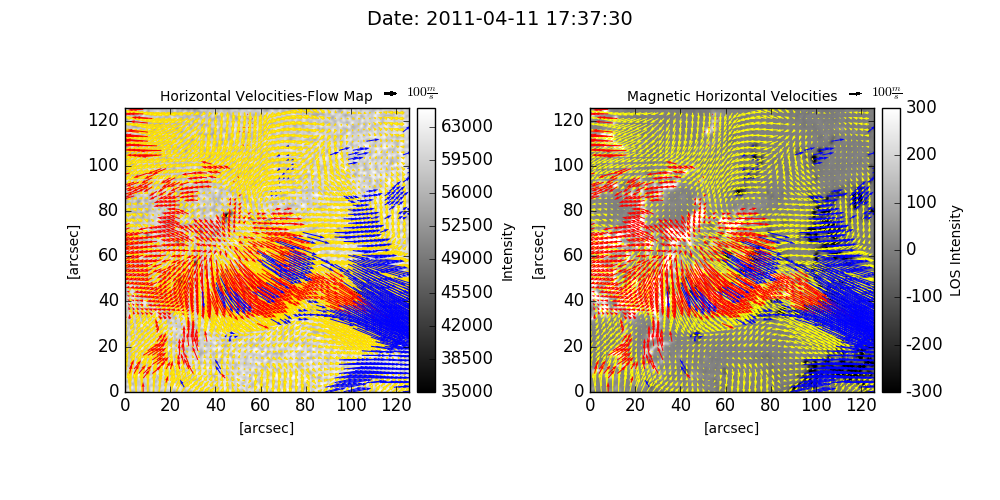 Date: 2011-04-11 17:37:30
Horizontal Velocities-Flow Map
100 m/s
120
100
80
60
40
20
0
0 20 40 60 80 100 120
[arcsec]
[arcsec]
63000
59500
56000
52500
49000
45500
42000
38500
35000
Intensity
Magnetic Horizontal Velocities
100 m/s
120
100
80
60
40
20
0
0 20 40 60 80 100 120
[arcsec]
[arcsec]
300
200
100
0
-100
-200
-300
LOS Intensity